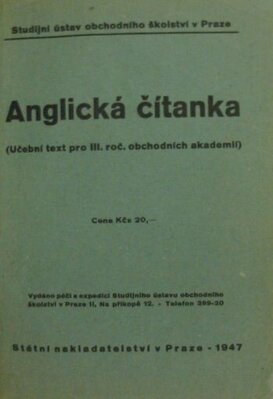 Studijní ústav obchodního školství v Praze
Anglická čítanka
(Učební text pro III. roč. obchodních akademií)
Cena Kčs 20,—
Vydáno péčí a expedicí Studijního ústavu obchodního
školství v Praze II, Na příkopě 12. - Telefon 389-20
Státní nakladatelství v Praze - 1947